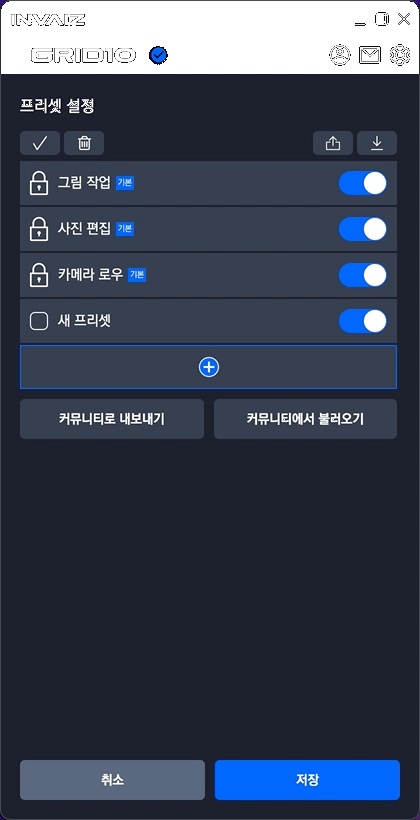 INVAIZ
GRID10
프리셋 설정
그림 작업 기본
사진 편집 기본
카메라 로우 기본
새 프리셋
커뮤니티로 내보내기 커뮤니티에서 불러오기
취소 저장